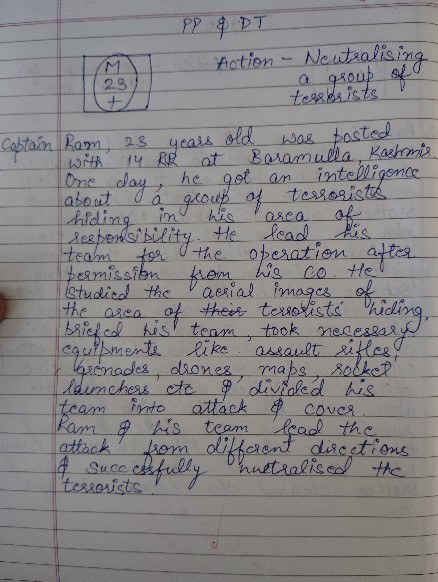 PP & DT
M
23
+
Action - Neutralising
a group of
terrorists
Captain Ram, 23 years old was posted
with 14 RR at Baramulla, Kashmir.
One day, he got an intelligence
about a group of terrorists
hiding in his area of
responsibility. He lead his
team for the operation after
permission from his CO. He
studied the aerial images of
the area of their terrorists' hiding,
briefed his team, took necessary
equipments like assault rifles,
grenades, drones, maps, rocket
launchers etc & divided his
team into attack & cover.
Ram & his team lead the
attack from different directions
& successfully nuetralised the
terrorists.